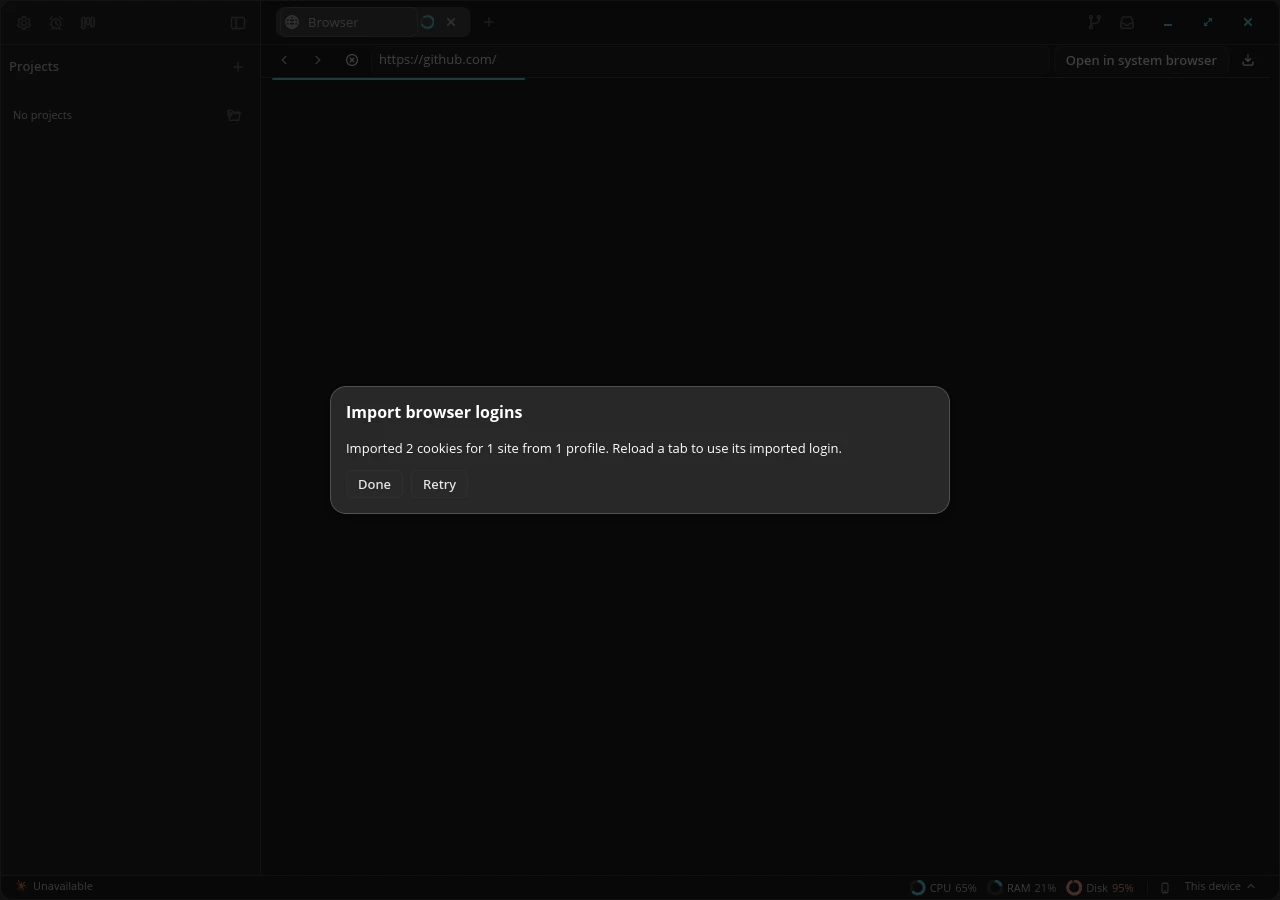 Browser
Projects
https://github.com/
Open in system browser
No projects
Import browser logins
Imported 2 cookies for 1 site from 1 profile. Reload a tab to use its imported login.
Done
Retry
Unavailable
CPU 65%
RAM 21%
Disk 95%
This device